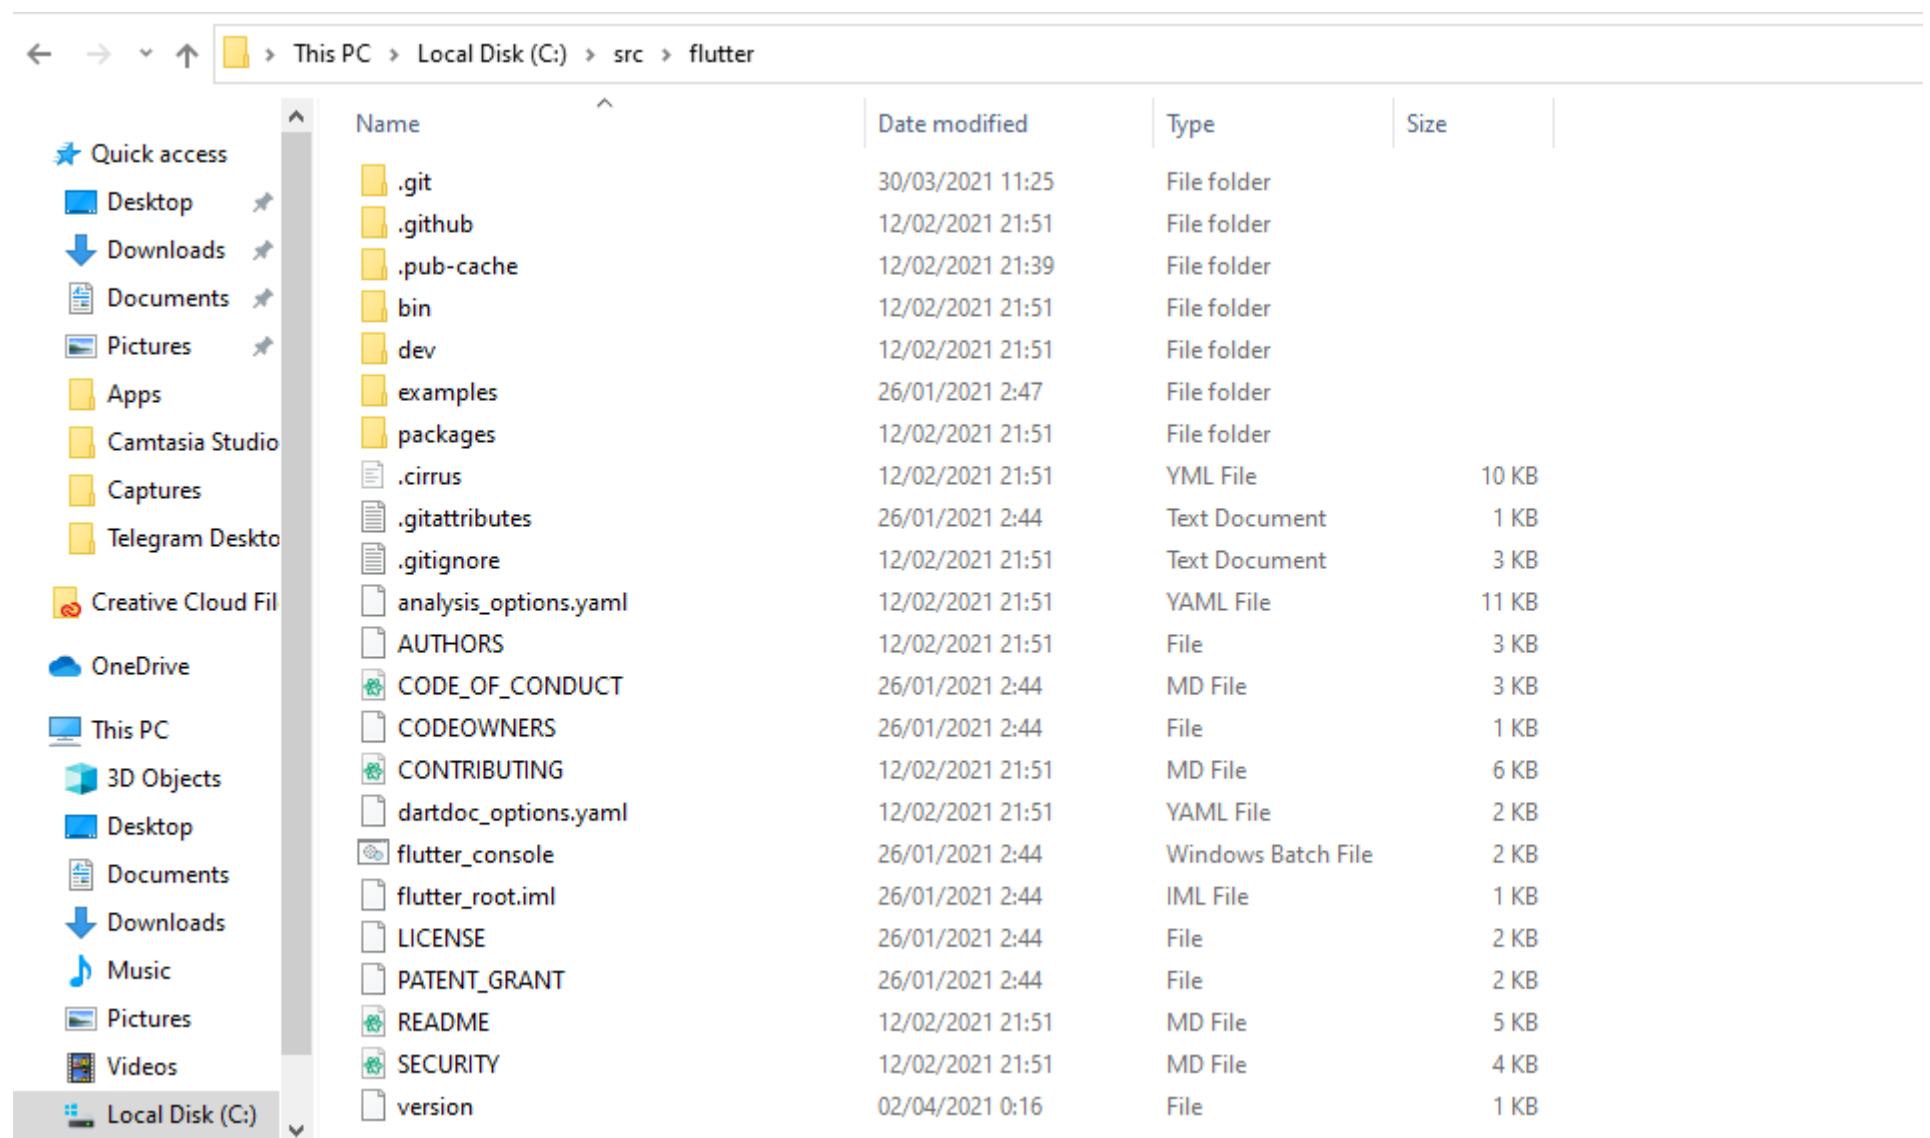 This PC > Local Disk (C:) > src > flutter
Name Date modified Type Size
Quick access
Desktop
Downloads
Documents
Pictures
Apps
Camtasia Studio
Captures
Telegram Deskto
Creative Cloud Fil
OneDrive
This PC
3D Objects
Desktop
Documents
Downloads
Music
Pictures
Videos
Local Disk (C:)
.git 30/03/2021 11:25 File folder
.github 12/02/2021 21:51 File folder
.pub-cache 12/02/2021 21:39 File folder
bin 12/02/2021 21:51 File folder
dev 12/02/2021 21:51 File folder
examples 26/01/2021 2:47 File folder
packages 12/02/2021 21:51 File folder
.cirrus 12/02/2021 21:51 YML File 10 KB
.gitattributes 26/01/2021 2:44 Text Document 1 KB
.gitignore 12/02/2021 21:51 Text Document 3 KB
analysis_options.yaml 12/02/2021 21:51 YAML File 11 KB
AUTHORS 12/02/2021 21:51 File 3 KB
CODE_OF_CONDUCT 26/01/2021 2:44 MD File 3 KB
CODEOWNERS 26/01/2021 2:44 File 1 KB
CONTRIBUTING 12/02/2021 21:51 MD File 6 KB
dartdoc_options.yaml 12/02/2021 21:51 YAML File 2 KB
flutter_console 26/01/2021 2:44 Windows Batch File 2 KB
flutter_root.iml 26/01/2021 2:44 IML File 1 KB
LICENSE 26/01/2021 2:44 File 2 KB
PATENT_GRANT 26/01/2021 2:44 File 2 KB
README 12/02/2021 21:51 MD File 5 KB
SECURITY 12/02/2021 21:51 MD File 4 KB
version 02/04/2021 0:16 File 1 KB